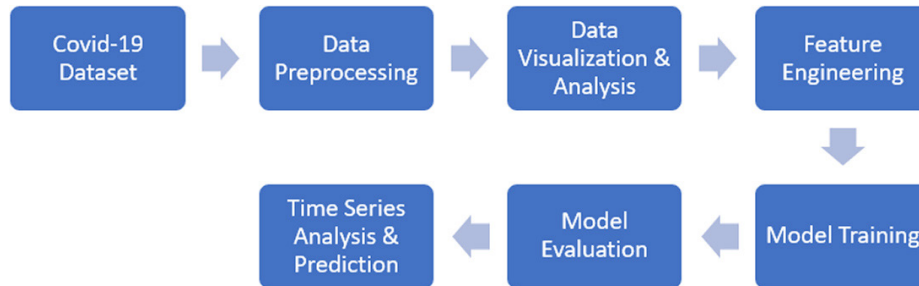 Covid-19
Dataset
Data
Preprocessing
Data
Visualization &
Analysis
Feature
Engineering
Model Training
Model
Evaluation
Time Series
Analysis &
Prediction